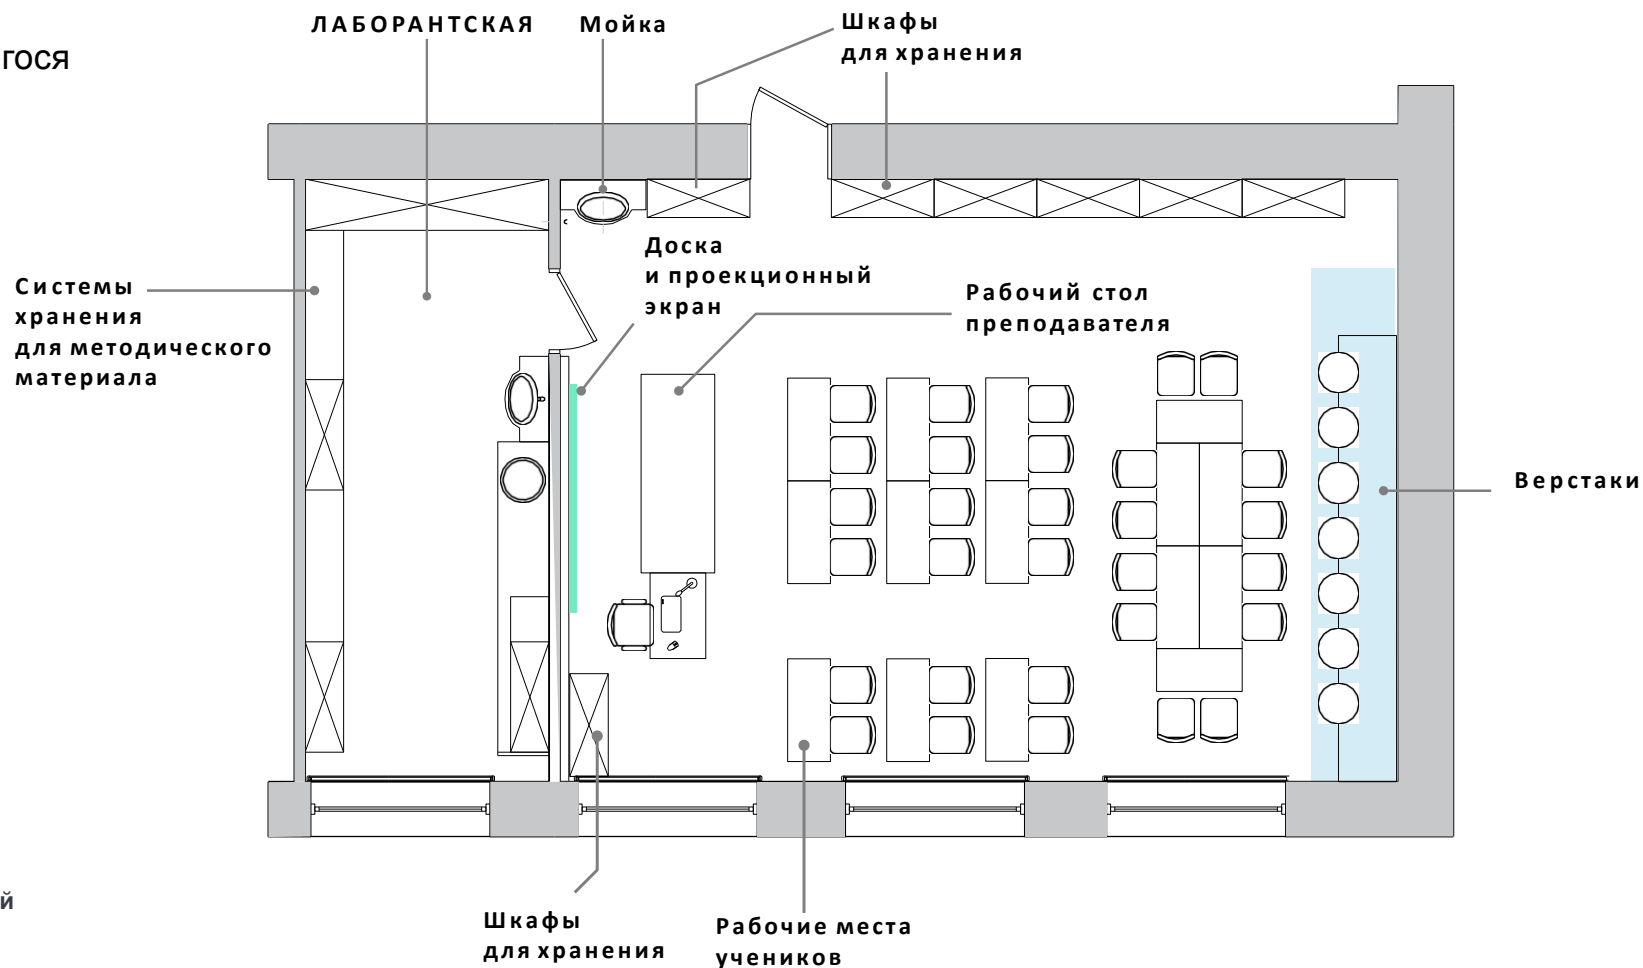 ЛАБОРАНТСКАЯ
Мойка
Шкафы
для хранения
гося
Доска
и проекционный
экран
Системы
хранения
для методического
материала
Рабочий стол
преподавателя
Верстаки
й
Шкафы
для хранения
Рабочие места
учеников